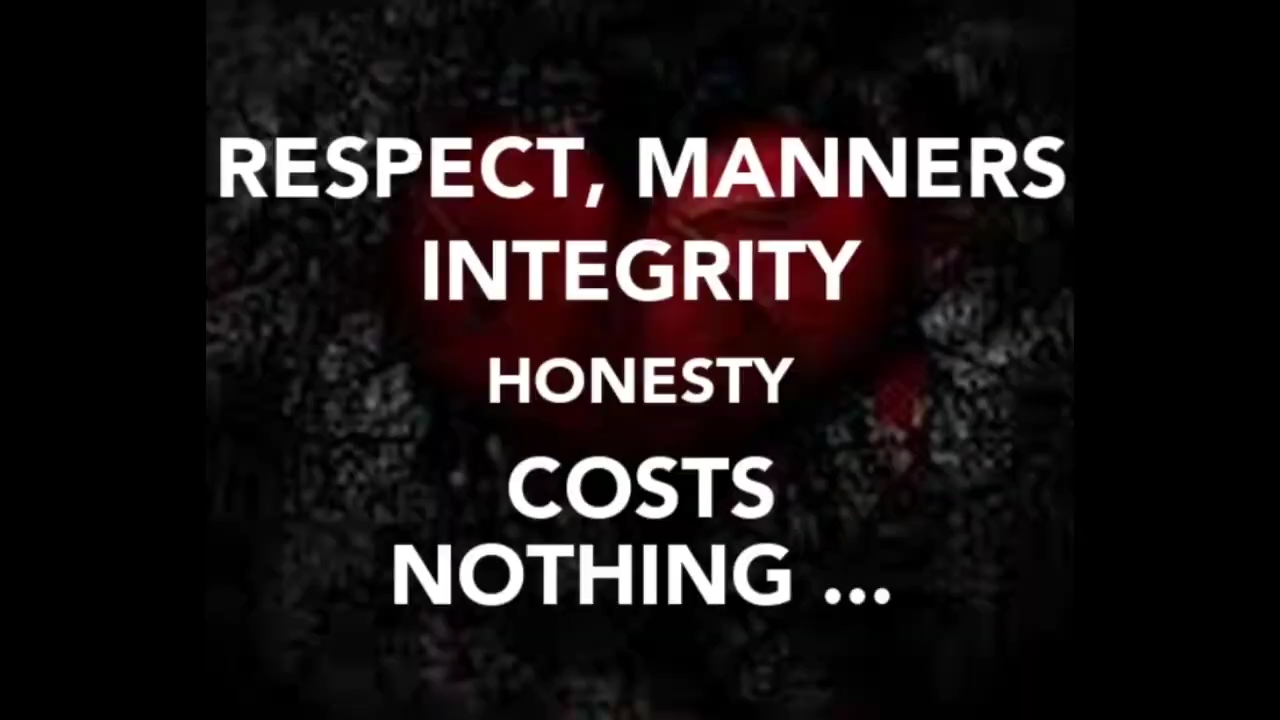 RESPECT, MANNERS
INTEGRITY
HONESTY
COSTS
NOTHING ...